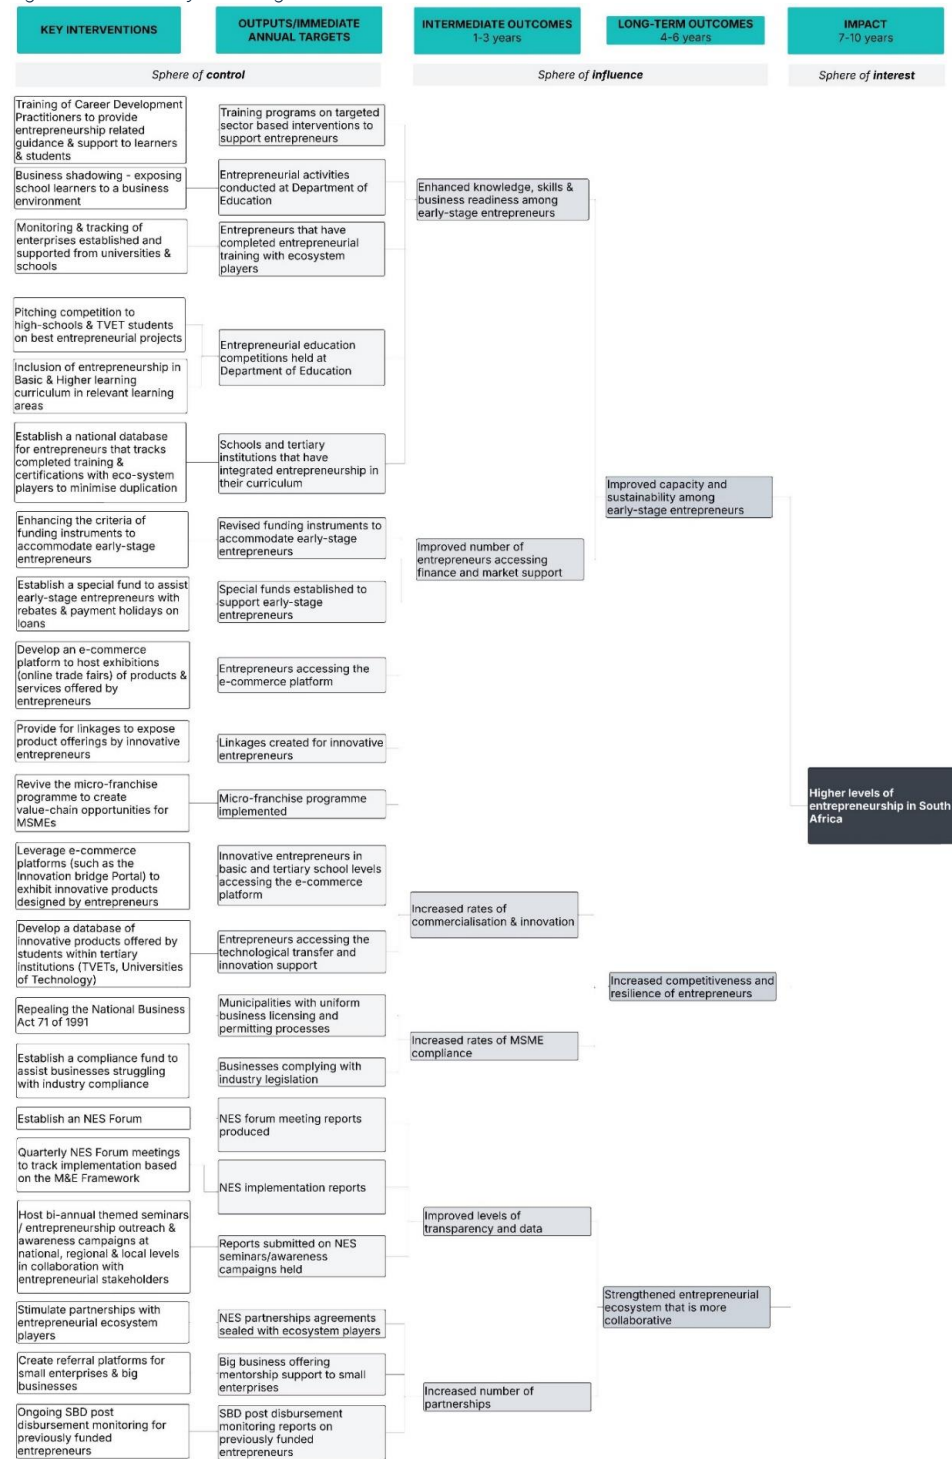 KEY INTERVENTIONS
OUTPUTS/IMMEDIATE
ANNUAL TARGETS
INTERMEDIATE OUTCOMES
1-3 years
LONG-TERM OUTCOMES
4-6 years
IMPACT
7-10 years
Sphere of control
Sphere of influence
Sphere of interest
Training of Career Development
Practitioners to provide
entrepreneurship related
guidance & support to learners
& students
Business shadowing - exposing
school learners to a business
environment
Monitoring & tracking of
enterprises established and
supported from universities &
schools
Pitching competition to
high-schools & TVET students
on best entrepreneurial projects
Inclusion of entrepreneurship in
Basic & Higher learning
curriculum in relevant learning
areas
Establish a national database
for entrepreneurs that tracks
completed training &
certifications with eco-system
players to minimise duplication
Enhancing the criteria of
funding instruments to
accommodate early-stage
entrepreneurs
Establish a special fund to assist
early-stage entrepreneurs with
rebates & payment holidays on
loans
Develop an e-commerce
platform to host exhibitions
(online trade fairs) of products &
services offered by
entrepreneurs
Provide for linkages to expose
product offerings by innovative
entrepreneurs
Revive the micro-franchise
programme to create
value-chain opportunities for
MSMEs
Leverage e-commerce
platforms (such as the
Innovation bridge Portal) to
exhibit innovative products
designed by entrepreneurs
Develop a database of
innovative products offered by
students within tertiary
institutions (TVETs, Universities
of Technology)
Repealing the National Business
Act 71 of 1991
Establish a compliance fund to
assist businesses struggling
with industry compliance
Establish an NES Forum
Quarterly NES Forum meetings
to track implementation based
on the M&E Framework
Host bi-annual themed seminars
/ entrepreneurship outreach &
awareness campaigns at
national, regional & local levels
in collaboration with
entrepreneurial stakeholders
Stimulate partnerships with
entrepreneurial ecosystem
players
Create referral platforms for
small enterprises & big
businesses
Ongoing SBD post
disbursement monitoring for
previously funded
entrepreneurs
Training programs on targeted
sector based interventions to
support entrepreneurs
Entrepreneurial activities
conducted at Department of
Education
Entrepreneurs that have
completed entrepreneurial
training with ecosystem
players
Entrepreneurial education
competitions held at
Department of Education
Schools and tertiary
institutions that have
integrated entrepreneurship in
their curriculum
Revised funding instruments to
accommodate early-stage
entrepreneurs
Special funds established to
support early-stage
entrepreneurs
Entrepreneurs accessing the
e-commerce platform
Linkages created for innovative
entrepreneurs
Micro-franchise programme
implemented
Innovative entrepreneurs in
basic and tertiary school levels
accessing the e-commerce
platform
Entrepreneurs accessing the
technological transfer and
innovation support
Municipalities with uniform
business licensing and
permitting processes
Businesses complying with
industry legislation
NES forum meeting reports
produced
NES implementation reports
Reports submitted on NES
seminars/awareness
campaigns held
NES partnerships agreements
sealed with ecosystem players
Big business offering
mentorship support to small
enterprises
SBD post disbursement
monitoring reports on
previously funded
entrepreneurs
Enhanced knowledge, skills &
business readiness among
early-stage entrepreneurs
Improved number of
entrepreneurs accessing
finance and market support
Increased rates of
commercialisation & innovation
Increased rates of MSME
compliance
Improved levels of
transparency and data
Increased number of
partnerships
Improved capacity and
sustainability among
early-stage entrepreneurs
Increased competitiveness and
resilience of entrepreneurs
Strengthened entrepreneurial
ecosystem that is more
collaborative
Higher levels of
entrepreneurship in South
Africa